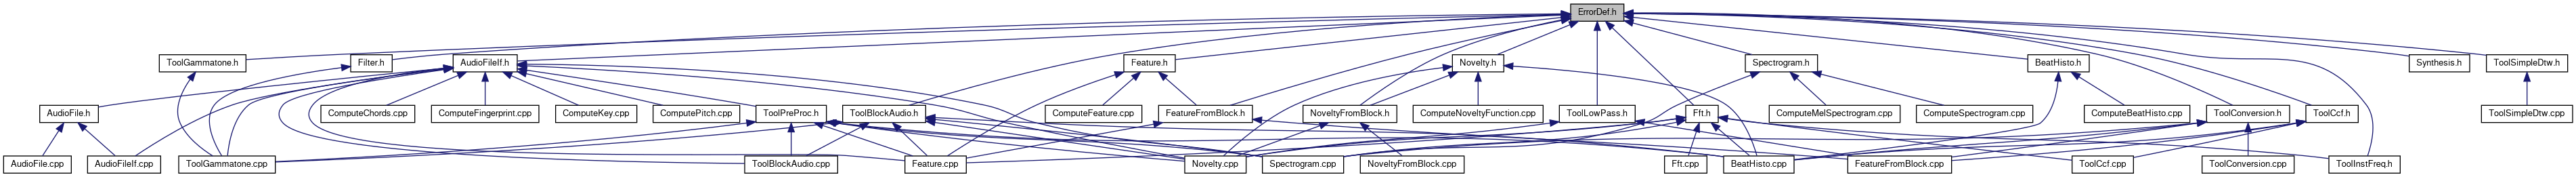 ErrorDef.h
ToolGammatone.h
Filter.h
AudioFileIf.h
Feature.h
Novelty.h
Spectrogram.h
BeatHisto.h
Synthesis.h
ToolSimpleDtw.h
AudioFile.h
ComputeChords.cpp
ComputeFingerprint.cpp
ComputeKey.cpp
ComputePitch.cpp
ToolPreProc.h
ToolBlockAudio.h
ComputeFeature.cpp
FeatureFromBlock.h
NoveltyFromBlock.h
ComputeNoveltyFunction.cpp
ToolLowPass.h
Fft.h
ComputeMelSpectrogram.cpp
ComputeSpectrogram.cpp
ComputeBeatHisto.cpp
ToolConversion.h
ToolCcf.h
ToolSimpleDtw.cpp
AudioFile.cpp
AudioFileIf.cpp
ToolGammatone.cpp
ToolBlockAudio.cpp
Feature.cpp
Novelty.cpp
Spectrogram.cpp
NoveltyFromBlock.cpp
Fft.cpp
BeatHisto.cpp
FeatureFromBlock.cpp
ToolCcf.cpp
ToolConversion.cpp
ToolInstFreq.h